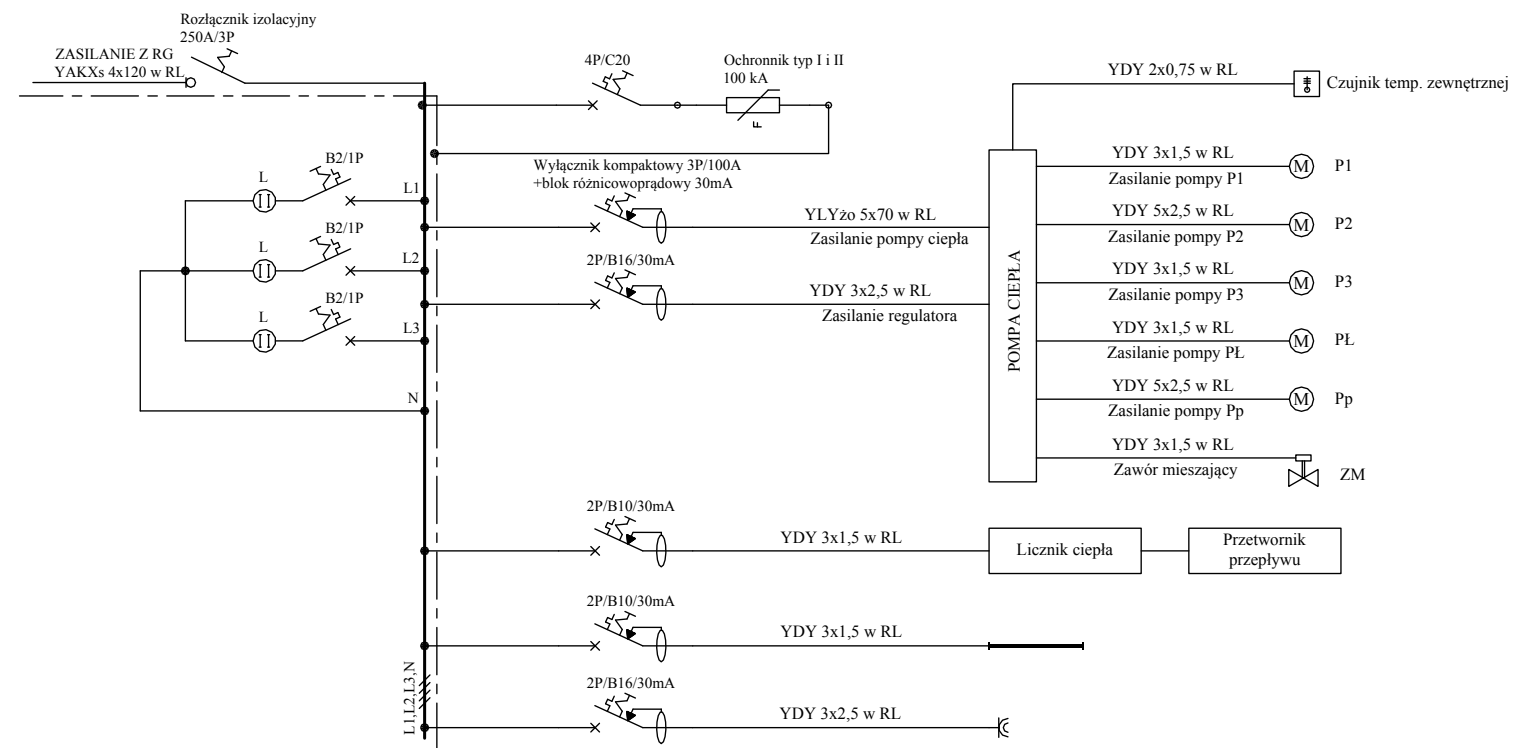 Rozłącznik izolacyjny
250A/3P
ZASILANIE Z RG
YAKXs 4x120 w RL
4P/C20
Ochronnik typ I i II
100 kA
F
YDY 2x0,75 w RL
Czujnik temp. zewnętrznej
L
B2/1P
L1
L
B2/1P
L2
L
B2/1P
L3
N
Wyłącznik kompaktowy 3P/100A
+blok różnicowoprądowy 30mA
YLYżo 5x70 w RL
Zasilanie pompy ciepła
2P/B16/30mA
YDY 3x2,5 w RL
Zasilanie regulatora
POMPA CIEPŁA
YDY 3x1,5 w RL
Zasilanie pompy P1
M
P1
YDY 5x2,5 w RL
Zasilanie pompy P2
M
P2
YDY 3x1,5 w RL
Zasilanie pompy P3
M
P3
YDY 3x1,5 w RL
Zasilanie pompy PŁ
M
PŁ
YDY 5x2,5 w RL
Zasilanie pompy Pp
M
Pp
YDY 3x1,5 w RL
Zawór mieszający
ZM
2P/B10/30mA
YDY 3x1,5 w RL
Licznik ciepła
Przetwornik
przepływu
2P/B10/30mA
YDY 3x1,5 w RL
L1,L2,L3,N
2P/B16/30mA
YDY 3x2,5 w RL